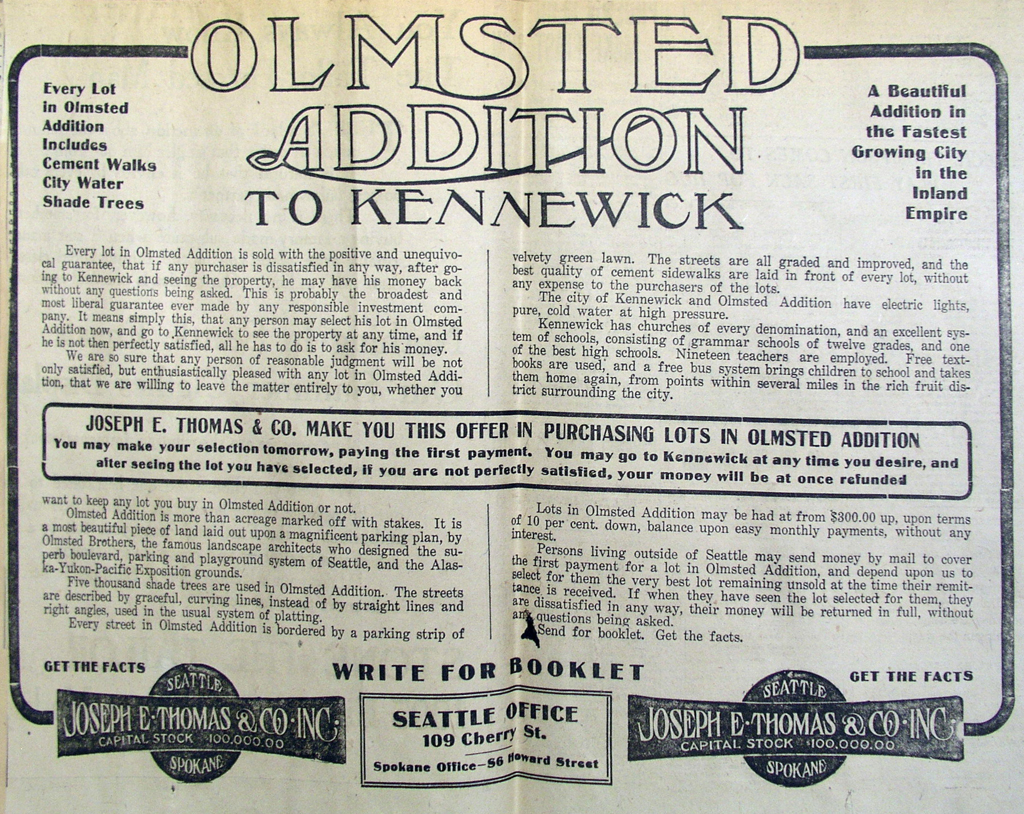 OLMSTED
ADDITION
TO KENNEWICK
Every Lot
in Olmsted
Addition
Includes
Cement Walks
City Water
Shade Trees
A Beautiful
Addition in
the Fastest
Growing City
in the
Inland
Empire
Every lot in Olmsted Addition is sold with the positive and unequivo-
cal guarantee, that if any purchaser is dissatisfied in any way, after go-
ing to Kennewick and seeing the property, he may have his money back
without any questions being asked. This is probably the broadest and
most liberal guarantee ever made by any responsible investment com-
pany. It means simply this, that any person may select his lot in Olmsted
Addition now, and go to Kennewick to see the property at any time, and if
he is not then perfectly satisfied, all he has to do is to ask for his money.
We are so sure that any person of reasonable judgment will be not
only satisfied, but enthusiastically pleased with any lot in Olmsted Addi-
tion, that we are willing to leave the matter entirely to you, whether you
velvety green lawn. The streets are all graded and improved, and the
best quality of cement sidewalks are laid in front of every lot, without
any expense to the purchasers of the lots.
The city of Kennewick and Olmsted Addition have electric lights,
pure, cold water at high pressure.
Kennewick has churches of every denomination, and an excellent sys-
tem of schools, consisting of grammar schools of twelve grades, and one
of the best high schools. Nineteen teachers are employed. Free text-
books are used, and a free bus system brings children to school and takes
them home again, from points within several miles in the rich fruit dis-
trict surrounding the city.
JOSEPH E. THOMAS & CO. MAKE YOU THIS OFFER IN PURCHASING LOTS IN OLMSTED ADDITION
You may make your selection tomorrow, paying the first payment. You may go to Kennewick at any time you desire, and
after seeing the lot you have selected, if you are not perfectly satisfied, your money will be at once refunded
want to keep any lot you buy in Olmsted Addition or not.
Olmsted Addition is more than acreage marked off with stakes. It is
a most beautiful piece of land laid out upon a magnificent parking plan, by
Olmsted Brothers, the famous landscape architects who designed the su-
perb boulevard, parking and playground system of Seattle, and the Alas-
ka-Yukon-Pacific Exposition grounds.
Five thousand shade trees are used in Olmsted Addition. The streets
are described by graceful, curving lines, instead of by straight lines and
right angles, used in the usual system of platting.
Every street in Olmsted Addition is bordered by a parking strip of
Lots in Olmsted Addition may be had at from $300.00 up, upon terms
of 10 per cent. down, balance upon easy monthly payments, without any
interest.
Persons living outside of Seattle may send money by mail to cover
the first payment for a lot in Olmsted Addition, and depend upon us to
select for them the very best lot remaining unsold at the time their remit-
tance is received. If when they have seen the lot selected for them, they
are dissatisfied in any way, their money will be returned in full, without
any questions being asked.
Send for booklet. Get the facts.
GET THE FACTS
WRITE FOR BOOKLET
GET THE FACTS
SEATTLE
JOSEPH E·THOMAS & CO·INC·
CAPITAL STOCK $100,000.00
SPOKANE
SEATTLE OFFICE
109 Cherry St.
Spokane Office—S6 Howard Street
SEATTLE
JOSEPH E·THOMAS & CO·INC·
CAPITAL STOCK $100,000.00
SPOKANE